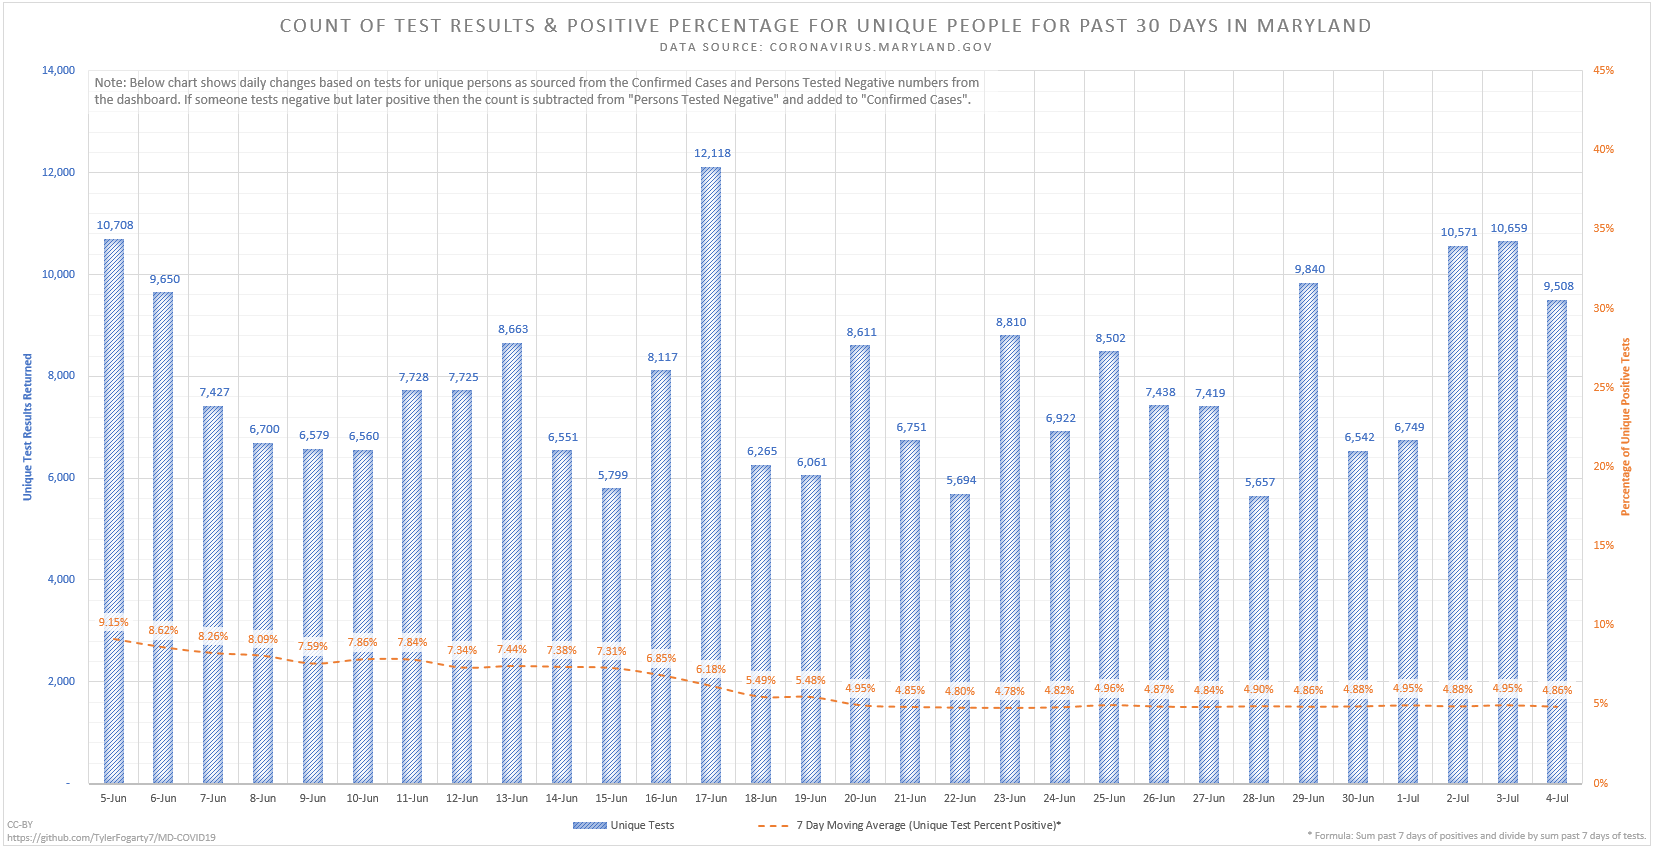 COUNT OF TEST RESULTS & POSITIVE PERCENTAGE FOR UNIQUE PEOPLE FOR PAST 30 DAYS IN MARYLAND
DATA SOURCE: CORONAVIRUS.MARYLAND.GOV
Note: Below chart shows daily changes based on tests for unique persons as sourced from the Confirmed Cases and Persons Tested Negative numbers from
the dashboard. If someone tests negative but later positive then the count is subtracted from "Persons Tested Negative" and added to "Confirmed Cases".
Unique Test Results Returned
14,000
12,000
10,000
8,000
6,000
4,000
2,000
-
10,708
9,650
7,427
6,700
6,579
6,560
7,728
7,725
8,663
6,551
5,799
8,117
12,118
6,265
6,061
8,611
6,751
5,694
8,810
6,922
8,502
7,438
7,419
5,657
9,840
6,542
6,749
10,571
10,659
9,508
9.15%
8.62%
8.26%
8.09%
7.59%
7.86%
7.84%
7.34%
7.44%
7.38%
7.31%
6.85%
6.18%
5.49%
5.48%
4.95%
4.85%
4.80%
4.78%
4.82%
4.96%
4.87%
4.84%
4.90%
4.86%
4.88%
4.95%
4.88%
4.95%
4.86%
45%
40%
35%
30%
25%
20%
15%
10%
5%
0%
Percentage of Unique Positive Tests
5-Jun
6-Jun
7-Jun
8-Jun
9-Jun
10-Jun
11-Jun
12-Jun
13-Jun
14-Jun
15-Jun
16-Jun
17-Jun
18-Jun
19-Jun
20-Jun
21-Jun
22-Jun
23-Jun
24-Jun
25-Jun
26-Jun
27-Jun
28-Jun
29-Jun
30-Jun
1-Jul
2-Jul
3-Jul
4-Jul
Unique Tests
7 Day Moving Average (Unique Test Percent Positive)*
CC-BY
https://github.com/TylerFogarty7/MD-COVID19
* Formula: Sum past 7 days of positives and divide by sum past 7 days of tests.